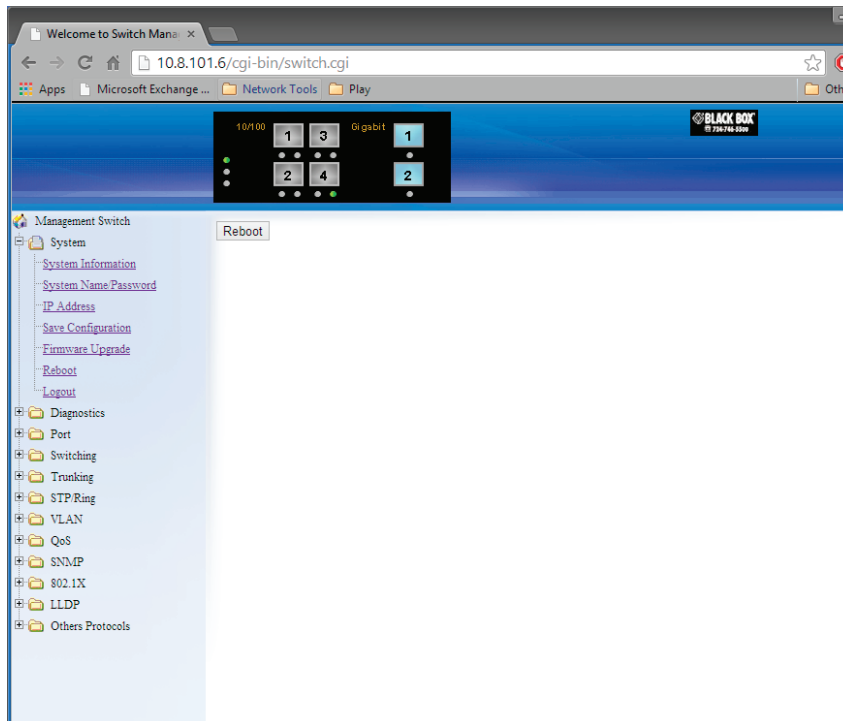 Welcome to Switch Mana
10.8.101.6/cgi-bin/switch.cgi
Apps Microsoft Exchange ... Network Tools Play Oth
10/100 1 3 Gigabit 1
2 4 2
BLACK BOX
724-746-5500
Management Switch
System
System Information
System Name/Password
IP Address
Save Configuration
Firmware Upgrade
Reboot
Logout
Diagnostics
Port
Switching
Trunking
STP/Ring
VLAN
QoS
SNMP
802.1X
LLDP
Others Protocols
Reboot